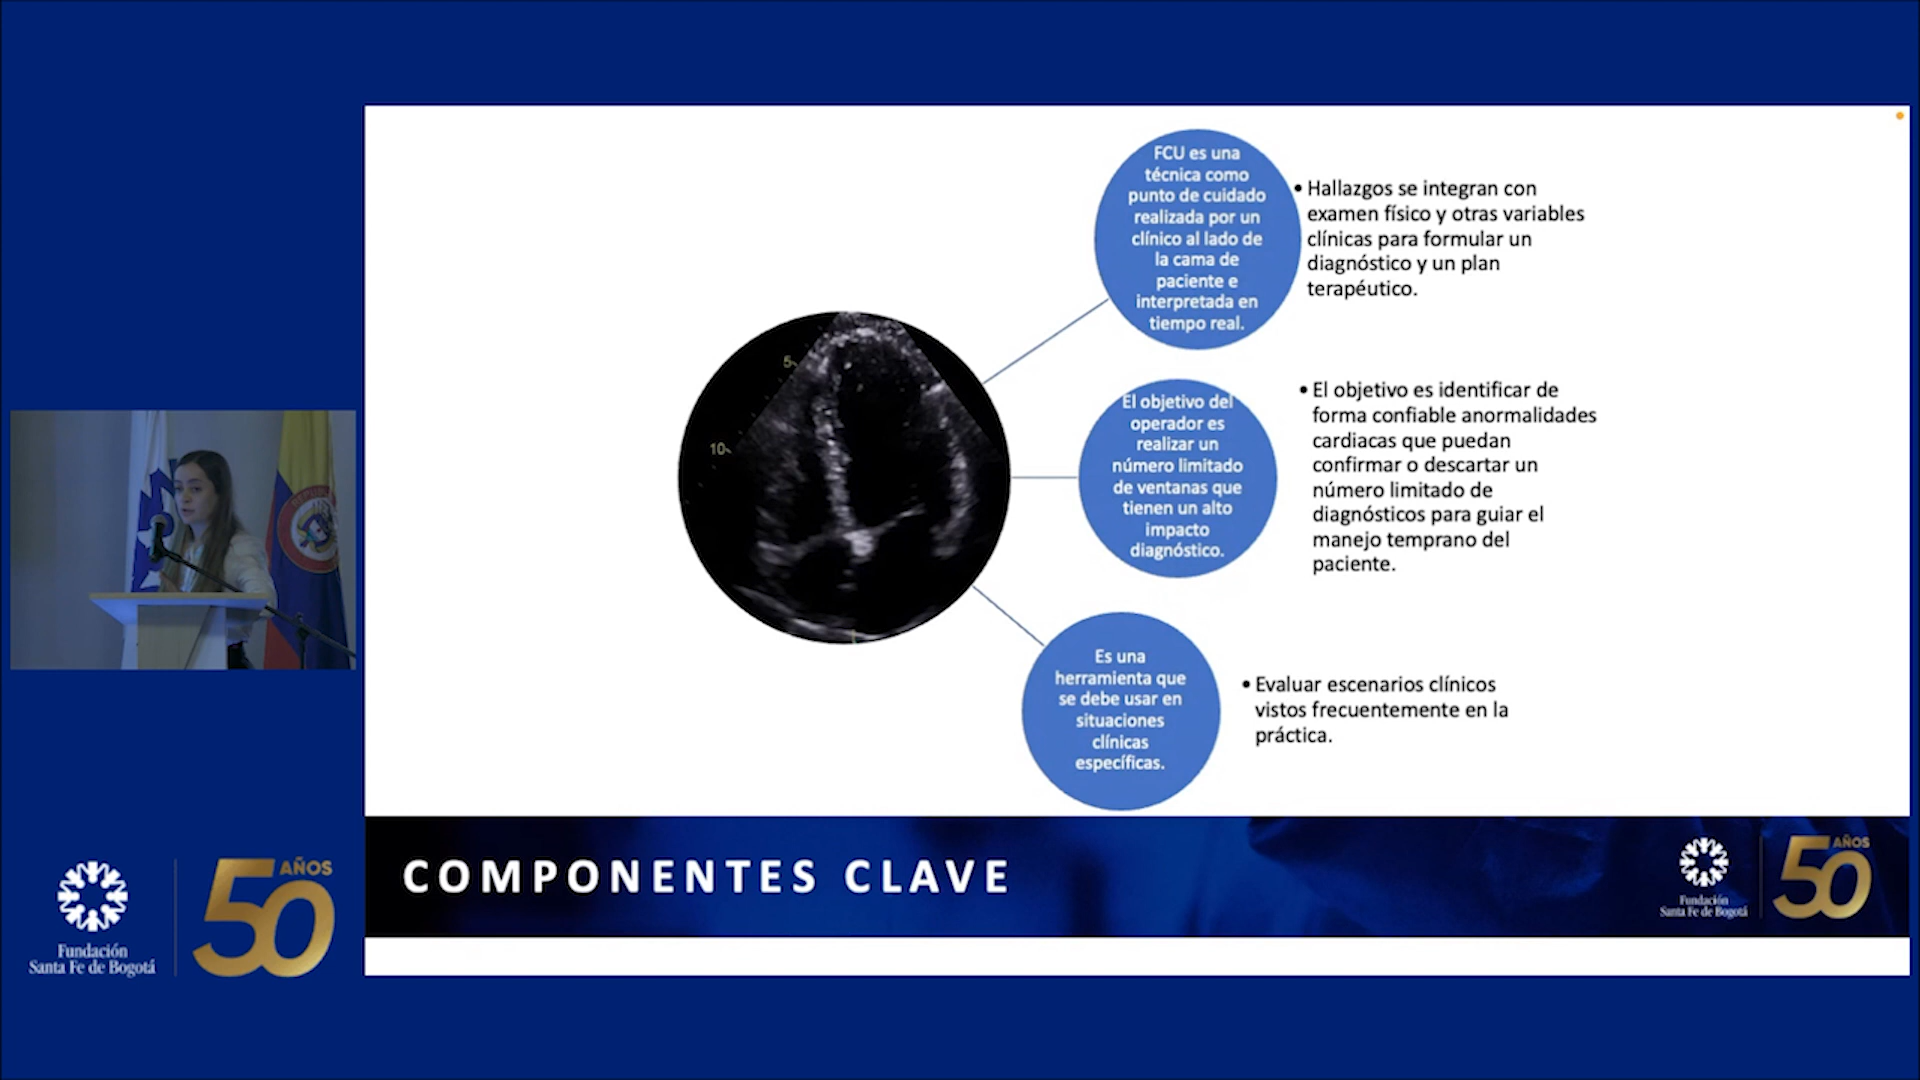 FCU es una
técnica como
punto de cuidado
realizada por un
clínico al lado de
la cama de
paciente e
interpretada en
tiempo real.
• Hallazgos se integran con
examen físico y otras variables
clínicas para formular un
diagnóstico y un plan
terapéutico.
El objetivo del
operador es
realizar un
número limitado
de ventanas que
tienen un alto
impacto
diagnóstico.
• El objetivo es identificar de
forma confiable anormalidades
cardiacas que puedan
confirmar o descartar un
número limitado de
diagnósticos para guiar el
manejo temprano del
paciente.
Es una
herramienta que
se debe usar en
situaciones
clínicas
específicas.
• Evaluar escenarios clínicos
vistos frecuentemente en la
práctica.
5
10
COMPONENTES CLAVE
Fundación
Santa Fe de Bogotá
50 AÑOS
Fundación
Santa Fe de Bogotá
50 AÑOS